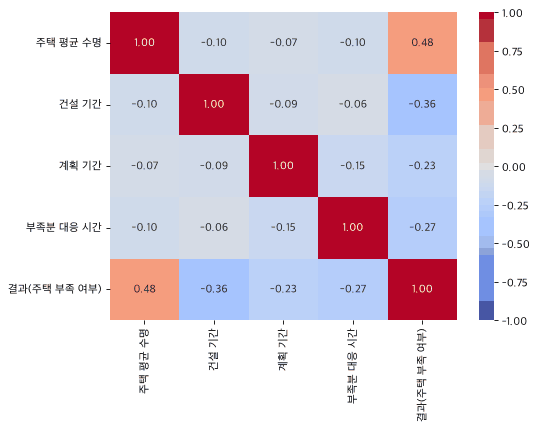 주택 평균 수명
1.00 -0.10 -0.07 -0.10 0.48
건설 기간
-0.10 1.00 -0.09 -0.06 -0.36
계획 기간
-0.07 -0.09 1.00 -0.15 -0.23
부족분 대응 시간
-0.10 -0.06 -0.15 1.00 -0.27
결과(주택 부족 여부)
0.48 -0.36 -0.23 -0.27 1.00
주택 평균 수명
건설 기간
계획 기간
부족분 대응 시간
결과(주택 부족 여부)
1.00
0.75
0.50
0.25
0.00
-0.25
-0.50
-0.75
-1.00